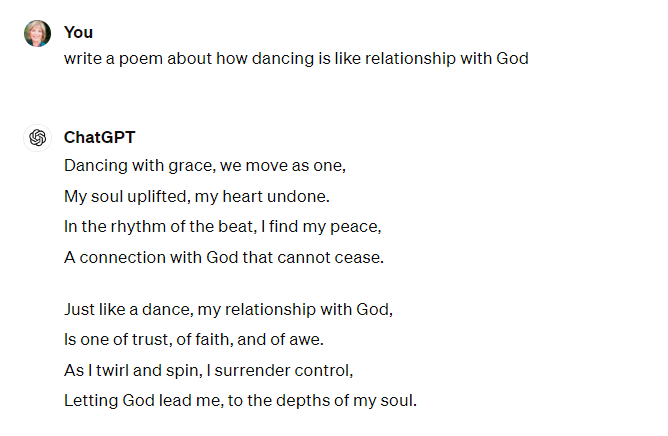 You
write a poem about how dancing is like relationship with God
ChatGPT
Dancing with grace, we move as one,
My soul uplifted, my heart undone.
In the rhythm of the beat, I find my peace,
A connection with God that cannot cease.
Just like a dance, my relationship with God,
Is one of trust, of faith, and of awe.
As I twirl and spin, I surrender control,
Letting God lead me, to the depths of my soul.